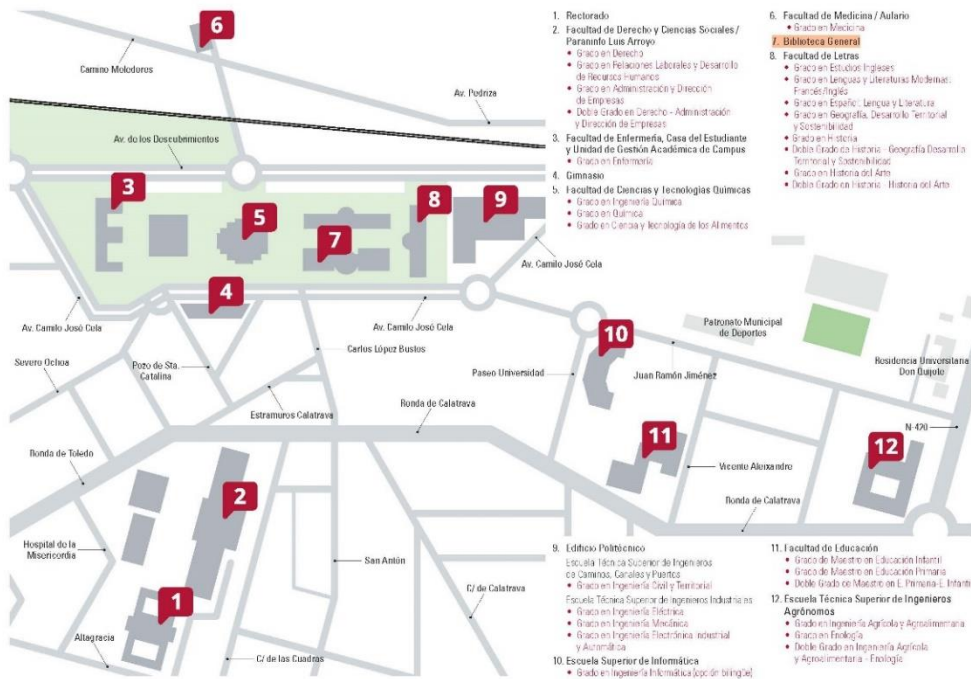 1. Rectorado
2. Facultad de Derecho y Ciencias Sociales /
Paraninfo Luis Arroyo
• Grado en Derecho
• Grado en Relaciones Laborales y Desarrollo
de Recursos Humanos
• Grado en Administración y Dirección
de Empresas
• Doble Grado en Derecho - Administración
y Dirección de Empresas
3. Facultad de Enfermería, Casa del Estudiante
y Unidad de Gestión Académica de Campus
• Grado en Enfermería
4. Gimnasio
5. Facultad de Ciencias y Tecnologías Químicas
• Grado en Ingeniería Química
• Grado en Química
• Grado en Ciencia y Tecnología de los Alimentos
6. Facultad de Medicina / Aulario
• Grado en Medicina
7. Biblioteca General
8. Facultad de Letras
• Grado en Estudios Ingleses
• Grado en Lenguas y Literaturas Modernas:
Francés/Inglés
• Grado en Español: Lengua y Literatura
• Grado en Geografía, Desarrollo Territorial
y Sostenibilidad
• Grado en Historia
• Doble Grado de Historia - Geografía Desarrollo
Territorial y Sostenibilidad
• Grado en Historia del Arte
• Doble Grado en Historia - Historia del Arte
6
Camino Moledores
Av. Pedriza
Av. de los Descubrimientos
3
5
7
8
9
4
Av. Camilo José Cela
Av. Camilo José Cela
Av. Camilo José Cela
10
Patronato Municipal
de Deportes
Severo Ochoa
Pozo de Sta.
Catalina
Carlos López Bustos
Paseo Universidad
Juan Ramón Jiménez
Residencia Universitaria
Don Quijote
Estramuros Calatrava
Ronda de Calatrava
N-420
11
12
Ronda de Toledo
Vicente Aleixandre
2
Ronda de Calatrava
Hospital de la
Misericordia
San Antón
C/ de Calatrava
1
Altagracia
C/ de las Cuadras
9. Edificio Politécnico
Escuela Técnica Superior de Ingenieros
de Caminos, Canales y Puertos
• Grado en Ingeniería Civil y Territorial
Escuela Técnica Superior de Ingenieros Industriales
• Grado en Ingeniería Eléctrica
• Grado en Ingeniería Mecánica
• Grado en Ingeniería Electrónica Industrial
y Automática
10. Escuela Superior de Informática
• Grado en Ingeniería Informática (opción bilingüe)
11. Facultad de Educación
• Grado de Maestro en Educación Infantil
• Grado de Maestro en Educación Primaria
• Doble Grado de Maestro en E. Primaria-E. Infantil
12. Escuela Técnica Superior de Ingenieros
Agrónomos
• Grado en Ingeniería Agrícola y Agroalimentaria
• Grado en Enología
• Doble Grado en Ingeniería Agrícola
y Agroalimentaria - Enología